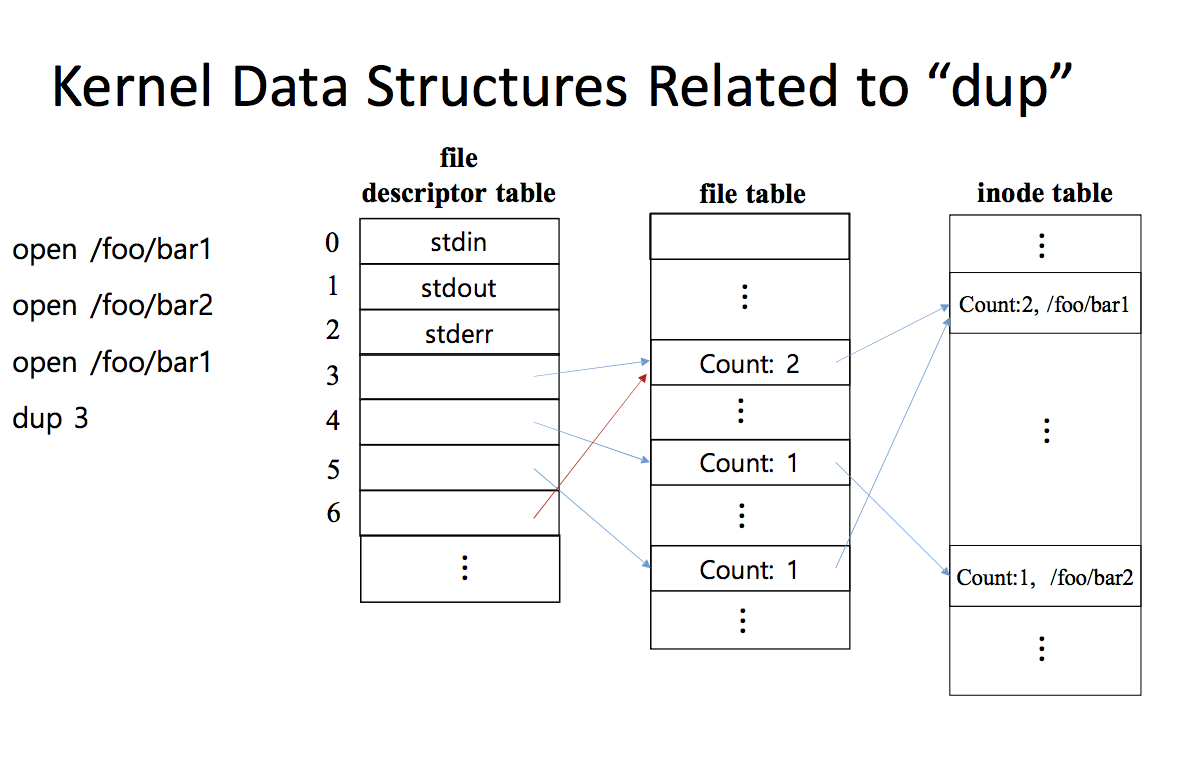 Kernel Data Structures Related to “dup”
open /foo/bar1
open /foo/bar2
open /foo/bar1
dup 3
file
descriptor table
0 stdin
1 stdout
2 stderr
3
4
5
6
file table
Count: 2
Count: 1
Count: 1
inode table
Count:2, /foo/bar1
Count:1, /foo/bar2